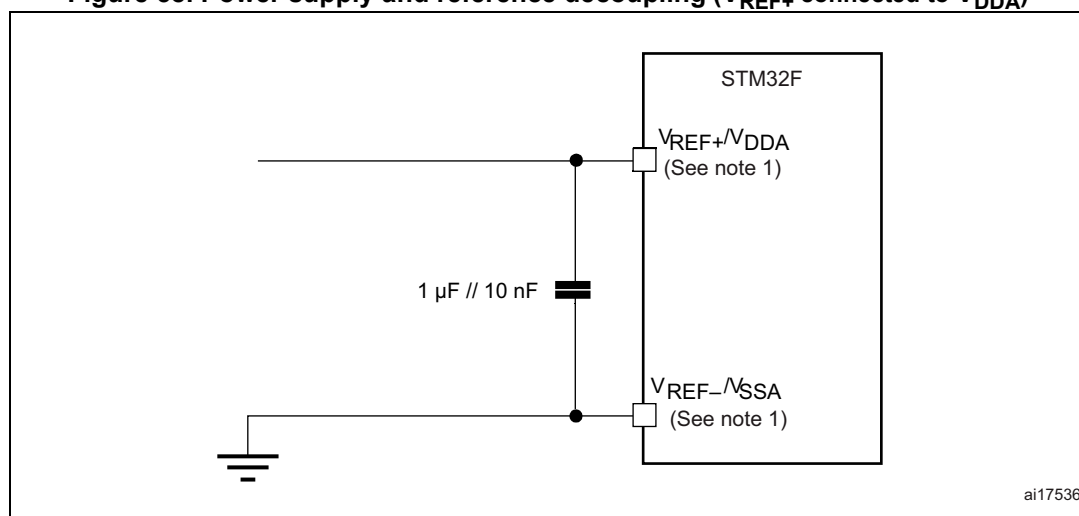 STM32F
VREF+/VDDA
(See note 1)
1 µF // 10 nF
VREF–/VSSA
(See note 1)
ai17536